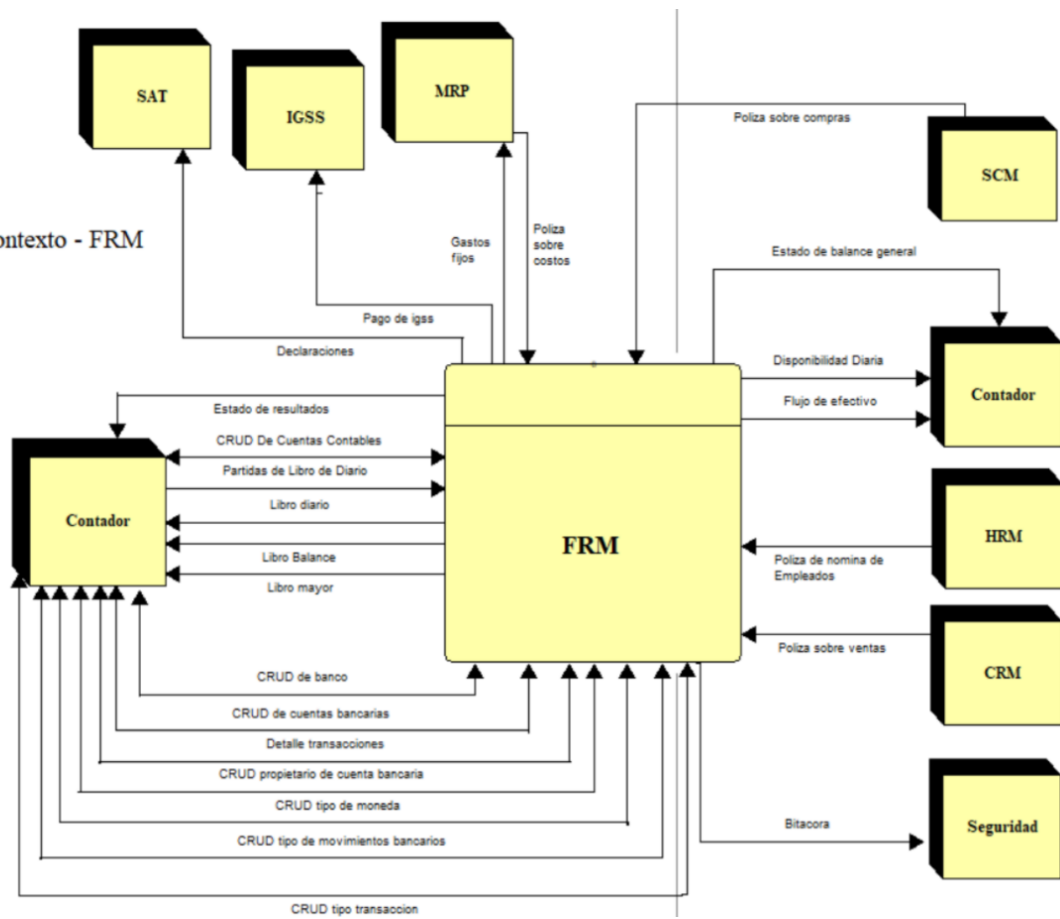 SAT
IGSS
MRP
Poliza sobre compras
SCM
ontexto - FRM
Gastos
fijos
Poliza
sobre
costos
Estado de balance general
Pago de igss
Declaraciones
Disponibilidad Diaria
Contador
Flujo de efectivo
Estado de resultados
CRUD De Cuentas Contables
Partidas de Libro de Diario
Libro diario
Contador
Libro Balance
Libro mayor
FRM
HRM
Poliza de nomina de
Empleados
Poliza sobre ventas
CRM
CRUD de banco
CRUD de cuentas bancarias
Detalle transacciones
CRUD propietario de cuenta bancaria
CRUD tipo de moneda
CRUD tipo de movimientos bancarios
Bitacora
Seguridad
CRUD tipo transaccion